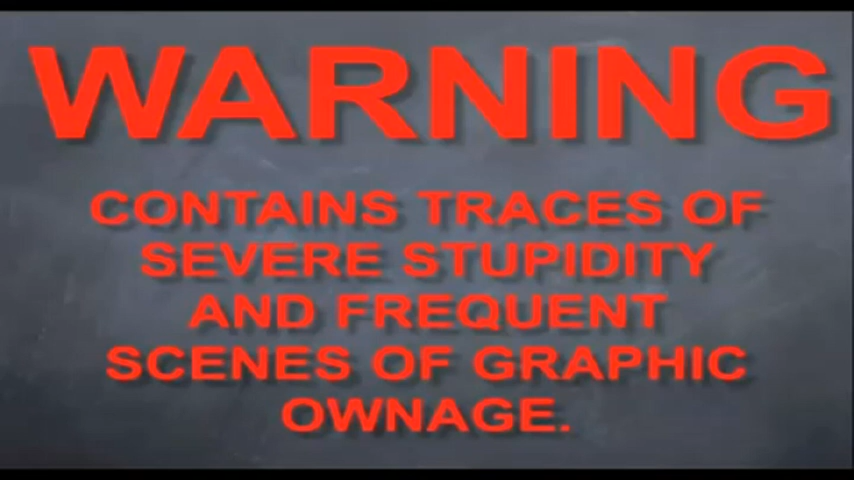 WARNING
CONTAINS TRACES OF
SEVERE STUPIDITY
AND FREQUENT
SCENES OF GRAPHIC
OWNAGE.